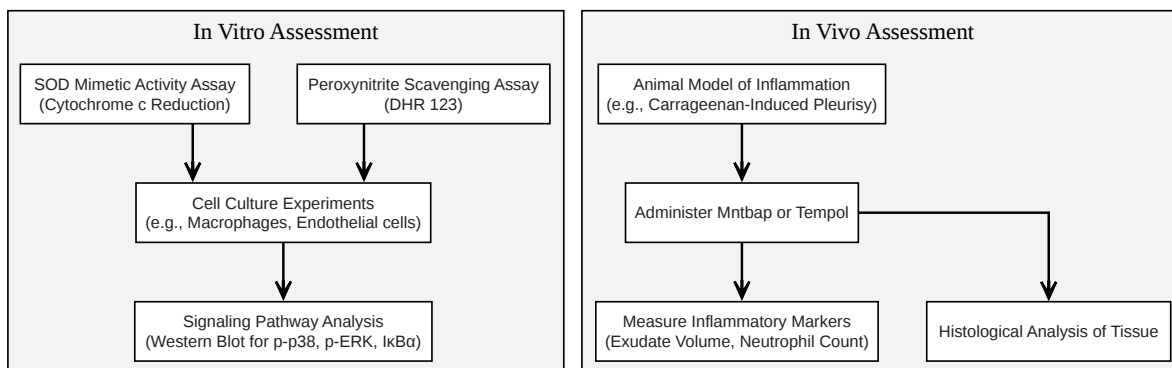 In Vitro Assessment
SOD Mimetic Activity Assay
(Cytochrome c Reduction)
Peroxynitrite Scavenging Assay
(DHR 123)
Cell Culture Experiments
(e.g., Macrophages, Endothelial cells)
Signaling Pathway Analysis
(Western Blot for p-p38, p-ERK, IκBα)
In Vivo Assessment
Animal Model of Inflammation
(e.g., Carrageenan-Induced Pleurisy)
Administer Mntbap or Tempol
Measure Inflammatory Markers
(Exudate Volume, Neutrophil Count)
Histological Analysis of Tissue